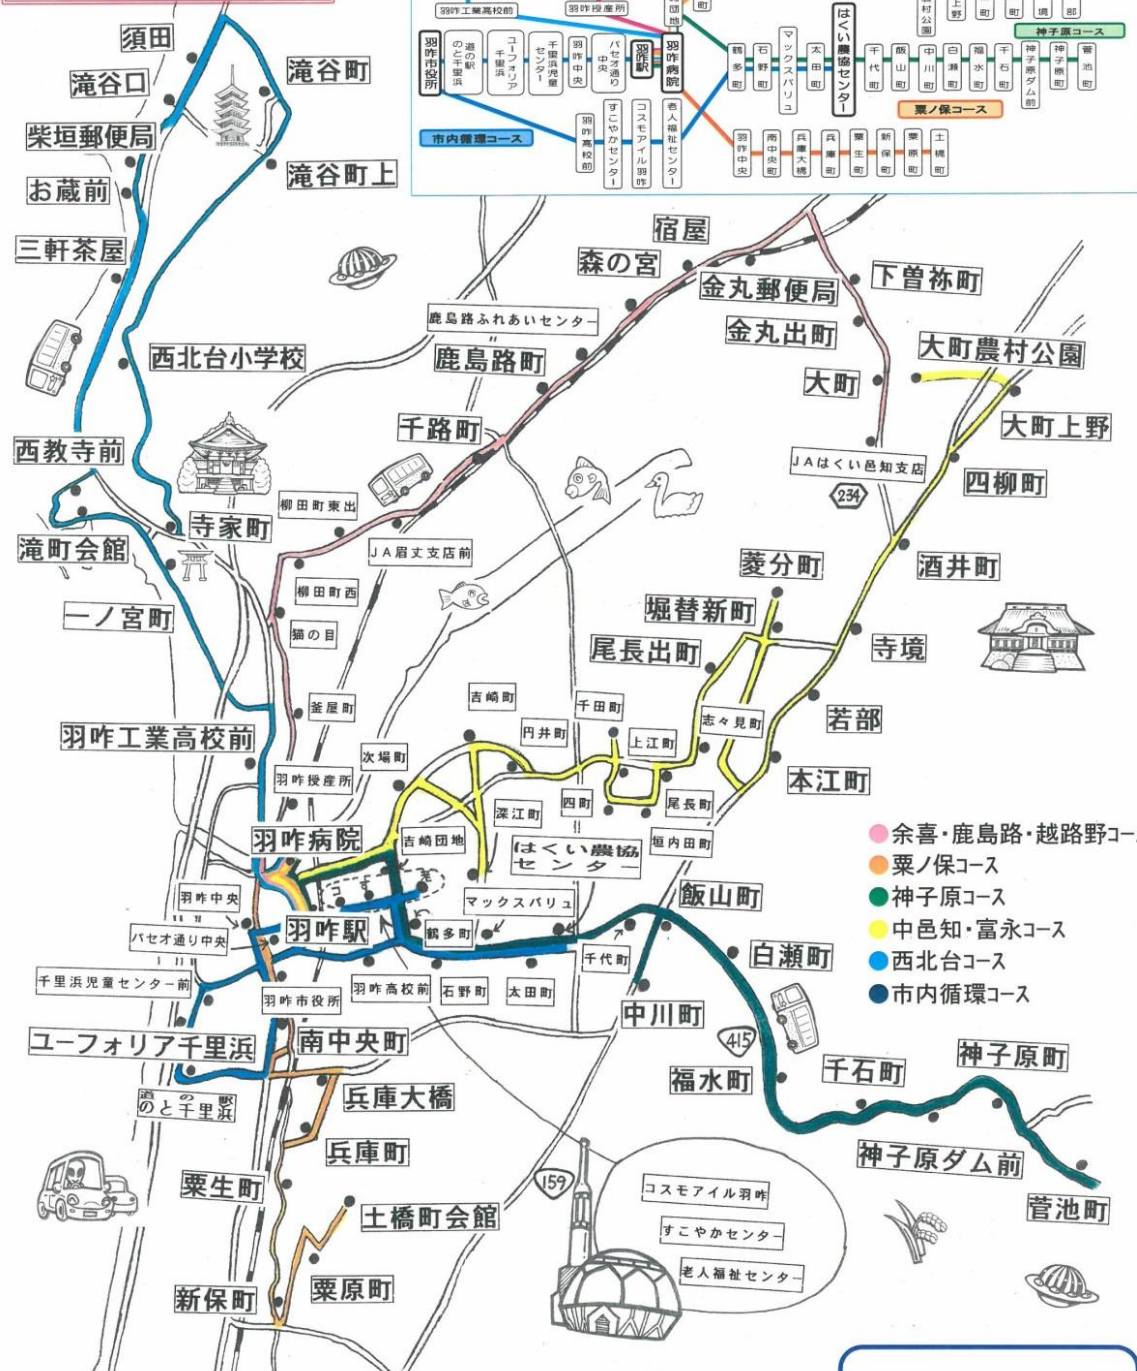 羽咋工業高校前
羽咋授産所
神子原コース
羽咋市役所
道の駅のと千里浜
ユーフォリア千里浜
千里浜児童センター
羽咋中央
パセオ通り中央
羽咋駅
羽咋病院
鶴多町
石野町
マックスバリュ
太田町
はくい農協センター
千代町
飯山町
中川町
白瀬町
福水町
千石町
神子原ダム前
神子原町
菅池町
粟ノ保コース
市内循環コース
羽咋高校前
すこやかセンター
コスモアイル羽咋
老人福祉センター
羽咋中央
南中央町
兵庫大橋
兵庫町
粟生町
新保町
粟原町
土橋町
須田
滝谷口
滝谷町
柴垣郵便局
お蔵前
滝谷町上
三軒茶屋
西北台小学校
西教寺前
寺家町
滝町会館
一ノ宮町
羽咋工業高校前
宿屋
森の宮
金丸郵便局
下曽祢町
鹿島路ふれあいセンター
金丸出町
鹿島路町
大町
大町農村公園
千路町
大町上野
JAはくい邑知支店
234
四柳町
柳田町東出
JA眉丈支店前
酒井町
柳田町西
猫の目
菱分町
堀替新町
尾長出町
寺境
釜屋町
吉崎町
千田町
円井町
上江町
志々見町
若部
次場町
羽咋授産所
本江町
深江町
四町
尾長町
垣内田町
羽咋病院
吉崎団地
はくい農協
センター
飯山町
羽咋中央
マックスバリュ
羽咋駅
鶴多町
パセオ通り中央
千代町
白瀬町
千里浜児童センター前
羽咋市役所
羽咋高校前
石野町
太田町
中川町
415
ユーフォリア千里浜
南中央町
福水町
千石町
神子原町
道の駅
のと千里浜
兵庫大橋
兵庫町
神子原ダム前
粟生町
159
菅池町
土橋町会館
コスモアイル羽咋
すこやかセンター
老人福祉センター
粟原町
新保町
余喜・鹿島路・越路野コー
粟ノ保コース
神子原コース
中邑知・富永コース
西北台コース
市内循環コース